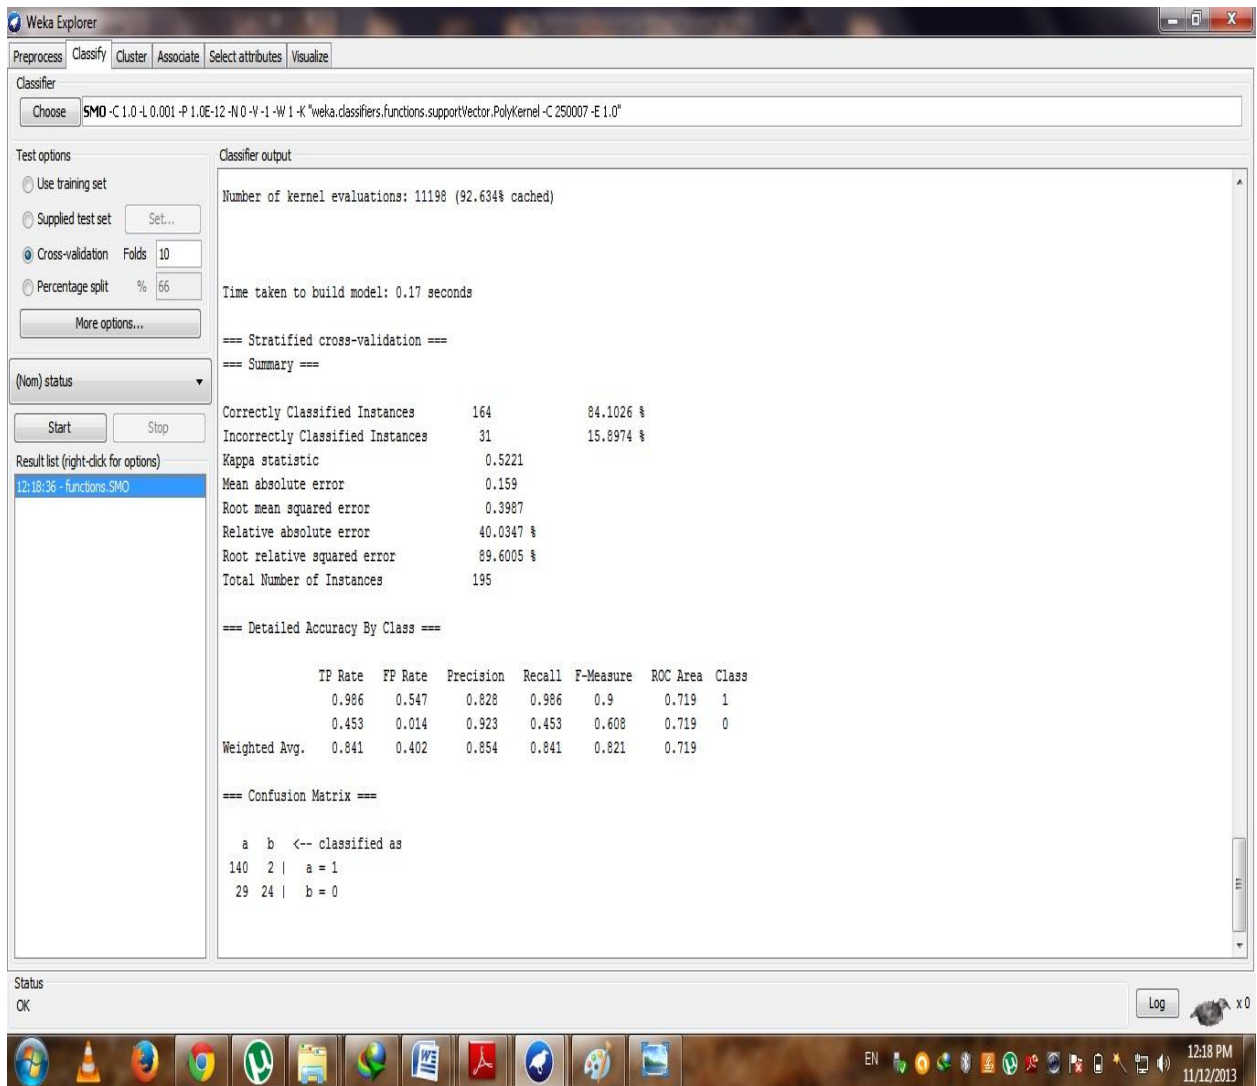 Weka Explorer
Preprocess Classify Cluster Associate Select attributes Visualize
Classifier
Choose SMO -C 1.0 -L 0.001 -P 1.0E-12 -N 0 -V -1 -W 1 -K "weka.classifiers.functions.supportVector.PolyKernel -C 250007 -E 1.0"
Test options
Use training set
Supplied test set Set...
Cross-validation Folds 10
Percentage split % 66
More options...
(Nom) status
Start Stop
Result list (right-click for options)
12:18:36 - functions.SMO
Classifier output
Number of kernel evaluations: 11198 (92.634% cached)
Time taken to build model: 0.17 seconds
=== Stratified cross-validation ===
=== Summary ===
Correctly Classified Instances 164 84.1026 %
Incorrectly Classified Instances 31 15.8974 %
Kappa statistic 0.5221
Mean absolute error 0.159
Root mean squared error 0.3987
Relative absolute error 40.0347 %
Root relative squared error 89.6005 %
Total Number of Instances 195
=== Detailed Accuracy By Class ===
TP Rate FP Rate Precision Recall F-Measure ROC Area Class
0.986 0.547 0.828 0.986 0.9 0.719 1
0.453 0.014 0.923 0.453 0.608 0.719 0
Weighted Avg. 0.841 0.402 0.854 0.841 0.821 0.719
=== Confusion Matrix ===
a b <-- classified as
140 2 | a = 1
29 24 | b = 0
Status
OK
Log x 0
EN 12:18 PM
11/12/2013